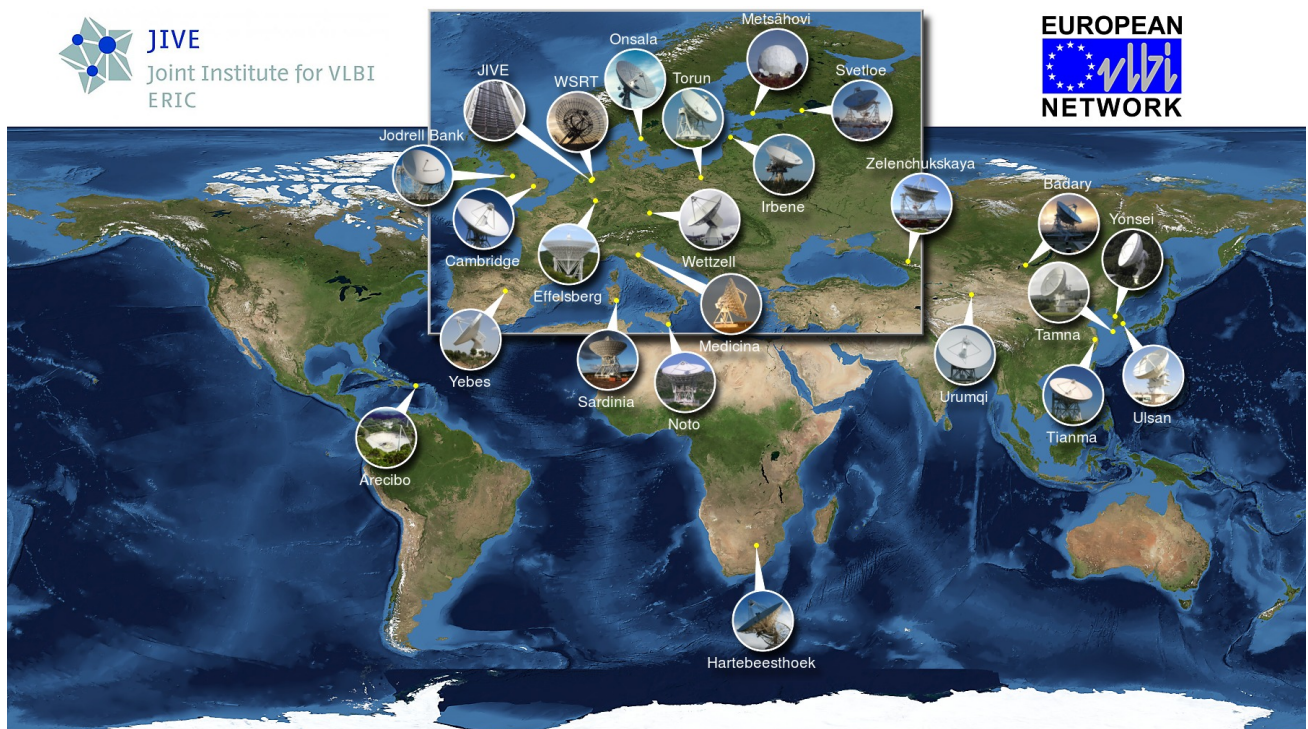 JIVE
Joint Institute for VLBI
ERIC
EUROPEAN
vlbi
NETWORK
Metsähovi
Onsala
JIVE
WSRT
Torun
Svetloe
Jodrell Bank
Zelenchukskaya
Badary
Irbene
Yonsei
Cambridge
Wettzell
Effelsberg
Tamna
Medicina
Yebes
Sardinia
Noto
Urumqi
Ulsan
Tianma
Arecibo
Hartebeesthoek